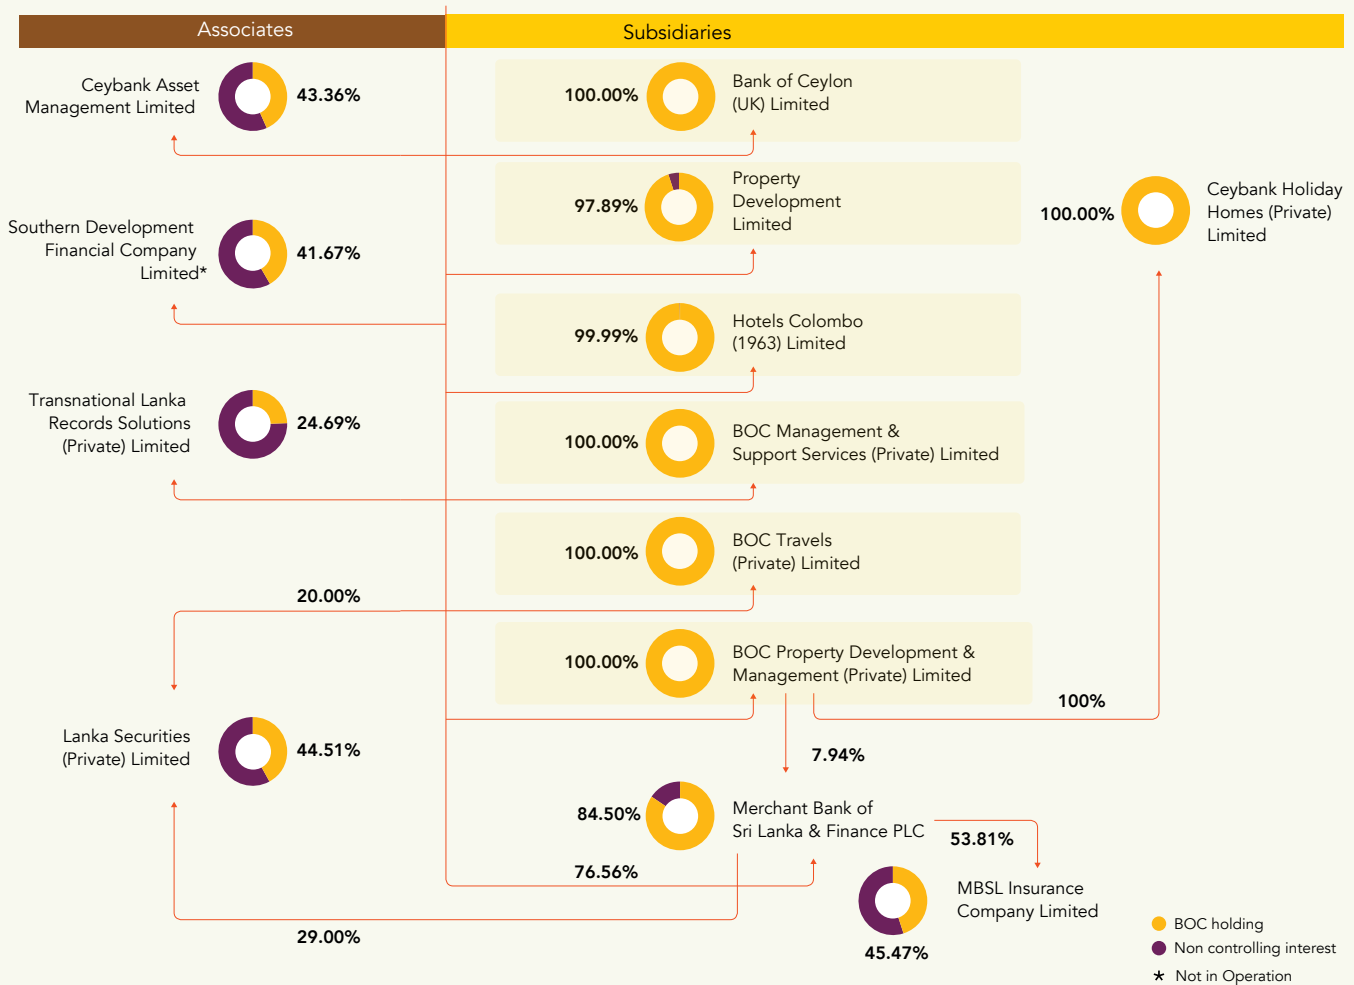 Associates
Subsidiaries
Ceybank Asset
Management Limited
43.36%
100.00%
Bank of Ceylon
(UK) Limited
97.89%
Property
Development
Limited
100.00%
Ceybank Holiday
Homes (Private)
Limited
Southern Development
Financial Company
Limited*
41.67%
99.99%
Hotels Colombo
(1963) Limited
Transnational Lanka
Records Solutions
(Private) Limited
24.69%
100.00%
BOC Management &
Support Services (Private) Limited
100.00%
BOC Travels
(Private) Limited
20.00%
100.00%
BOC Property Development &
Management (Private) Limited
100%
Lanka Securities
(Private) Limited
44.51%
7.94%
84.50%
Merchant Bank of
Sri Lanka & Finance PLC
53.81%
76.56%
MBSL Insurance
Company Limited
45.47%
29.00%
BOC holding
Non controlling interest
* Not in Operation